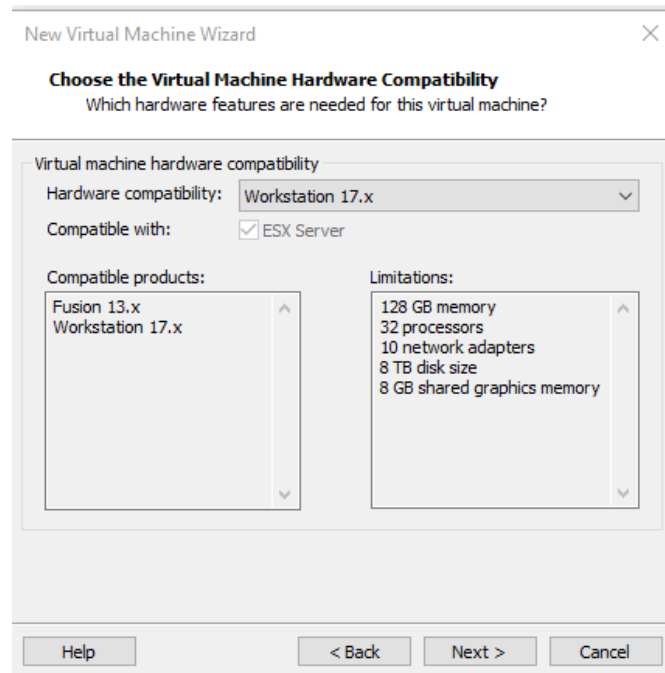 New Virtual Machine Wizard
Choose the Virtual Machine Hardware Compatibility
Which hardware features are needed for this virtual machine?
Virtual machine hardware compatibility
Hardware compatibility: Workstation 17.x
Compatible with: ESX Server
Compatible products:
Fusion 13.x
Workstation 17.x
Limitations:
128 GB memory
32 processors
10 network adapters
8 TB disk size
8 GB shared graphics memory
Help < Back Next > Cancel